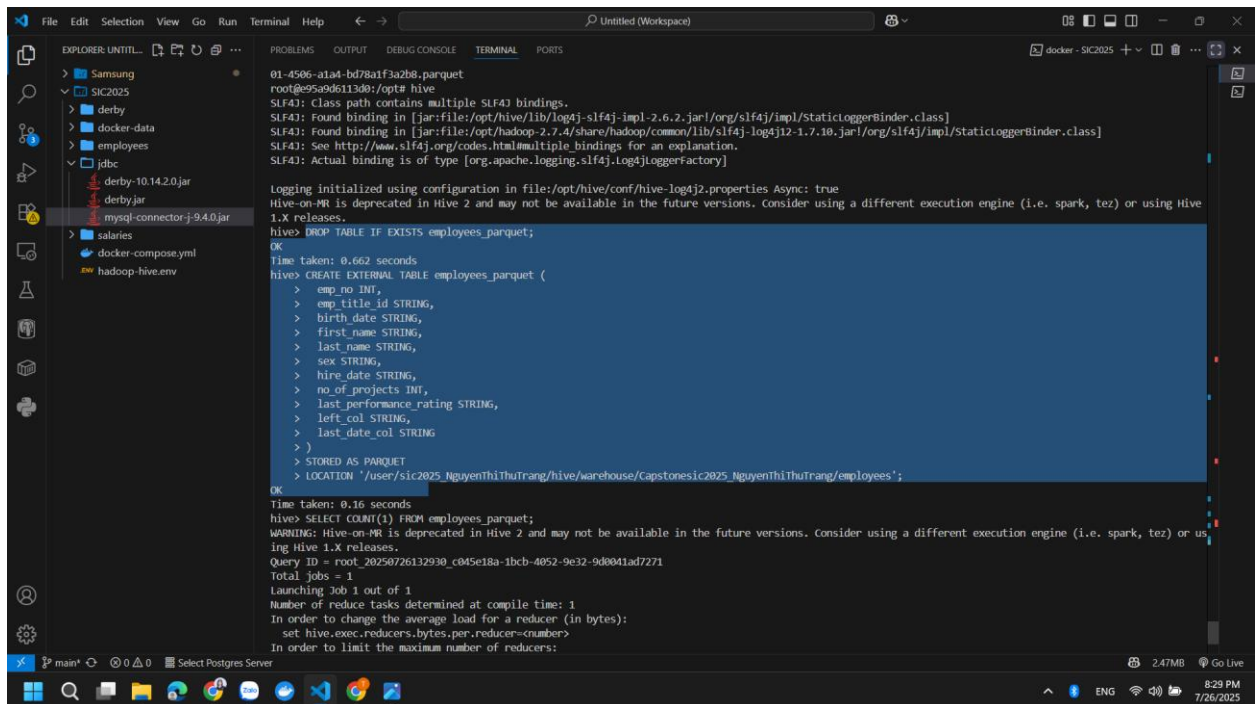 File Edit Selection View Go Run Terminal Help
Untitled (Workspace)
EXPLORER: UNTITL...
Samsung
SIC2025
derby
docker-data
employees
jdbc
derby-10.14.2.0.jar
derby.jar
mysql-connector-j-9.4.0.jar
salaries
docker-compose.yml
.ENV hadoop-hive.env
3
PROBLEMS OUTPUT DEBUG CONSOLE TERMINAL PORTS
docker - SIC2025
01-4506-a1a4-bd78a1f3a2b8.parquet
root@e95a9d6113d0:/opt# hive
SLF4J: Class path contains multiple SLF4J bindings.
SLF4J: Found binding in [jar:file:/opt/hive/lib/log4j-slf4j-impl-2.6.2.jar!/org/slf4j/impl/StaticLoggerBinder.class]
SLF4J: Found binding in [jar:file:/opt/hadoop-2.7.4/share/hadoop/common/lib/slf4j-log4j12-1.7.10.jar!/org/slf4j/impl/StaticLoggerBinder.class]
SLF4J: See http://www.slf4j.org/codes.html#multiple_bindings for an explanation.
SLF4J: Actual binding is of type [org.apache.logging.slf4j.Log4jLoggerFactory]
Logging initialized using configuration in file:/opt/hive/conf/hive-log4j2.properties Async: true
Hive-on-MR is deprecated in Hive 2 and may not be available in the future versions. Consider using a different execution engine (i.e. spark, tez) or using Hive
1.X releases.
hive> DROP TABLE IF EXISTS employees_parquet;
OK
Time taken: 0.662 seconds
hive> CREATE EXTERNAL TABLE employees_parquet (
> emp_no INT,
> emp_title_id STRING,
> birth_date STRING,
> first_name STRING,
> last_name STRING,
> sex STRING,
> hire_date STRING,
> no_of_projects INT,
> last_performance_rating STRING,
> left_col STRING,
> last_date_col STRING
> )
> STORED AS PARQUET
> LOCATION '/user/sic2025_NguyenThiThuTrang/hive/warehouse/Capstonesic2025_NguyenThiThuTrang/employees';
OK
Time taken: 0.16 seconds
hive> SELECT COUNT(1) FROM employees_parquet;
WARNING: Hive-on-MR is deprecated in Hive 2 and may not be available in the future versions. Consider using a different execution engine (i.e. spark, tez) or us
ing Hive 1.X releases.
Query ID = root_20250726132930_c045e18a-1bcb-4052-9e32-9d0041ad7271
Total jobs = 1
Launching Job 1 out of 1
Number of reduce tasks determined at compile time: 1
In order to change the average load for a reducer (in bytes):
set hive.exec.reducers.bytes.per.reducer=<number>
In order to limit the maximum number of reducers:
main* 0 0 Select Postgres Server
2.47MB Go Live
Zalo
ENG
8:29 PM
7/26/2025